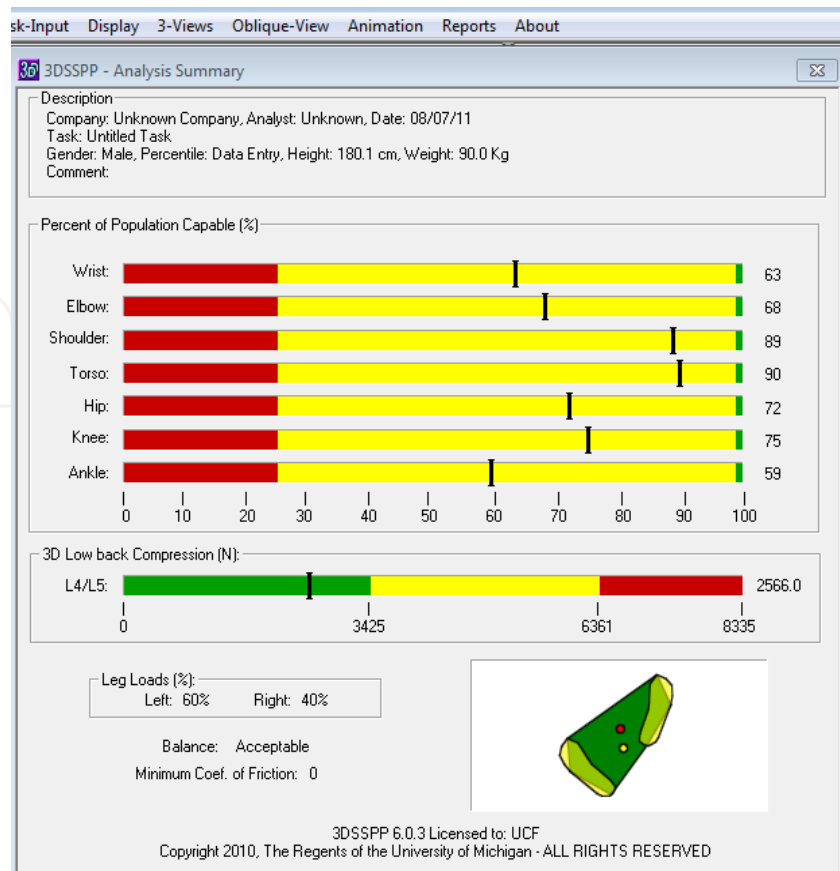 sk-Input Display 3-Views Oblique-View Animation Reports About
3D 3DSSPP - Analysis Summary
Description
Company: Unknown Company, Analyst: Unknown, Date: 08/07/11
Task: Untitled Task
Gender: Male, Percentile: Data Entry, Height: 180.1 cm, Weight: 90.0 Kg
Comment:
Percent of Population Capable (%)
Wrist: 63
Elbow: 68
Shoulder: 89
Torso: 90
Hip: 72
Knee: 75
Ankle: 59
0 10 20 30 40 50 60 70 80 90 100
3D Low back Compression (N):
L4/L5: 2566.0
0 3425 6361 8335
Leg Loads (%):
Left: 60% Right: 40%
Balance: Acceptable
Minimum Coef. of Friction: 0
3DSSPP 6.0.3 Licensed to: UCF
Copyright 2010, The Regents of the University of Michigan - ALL RIGHTS RESERVED